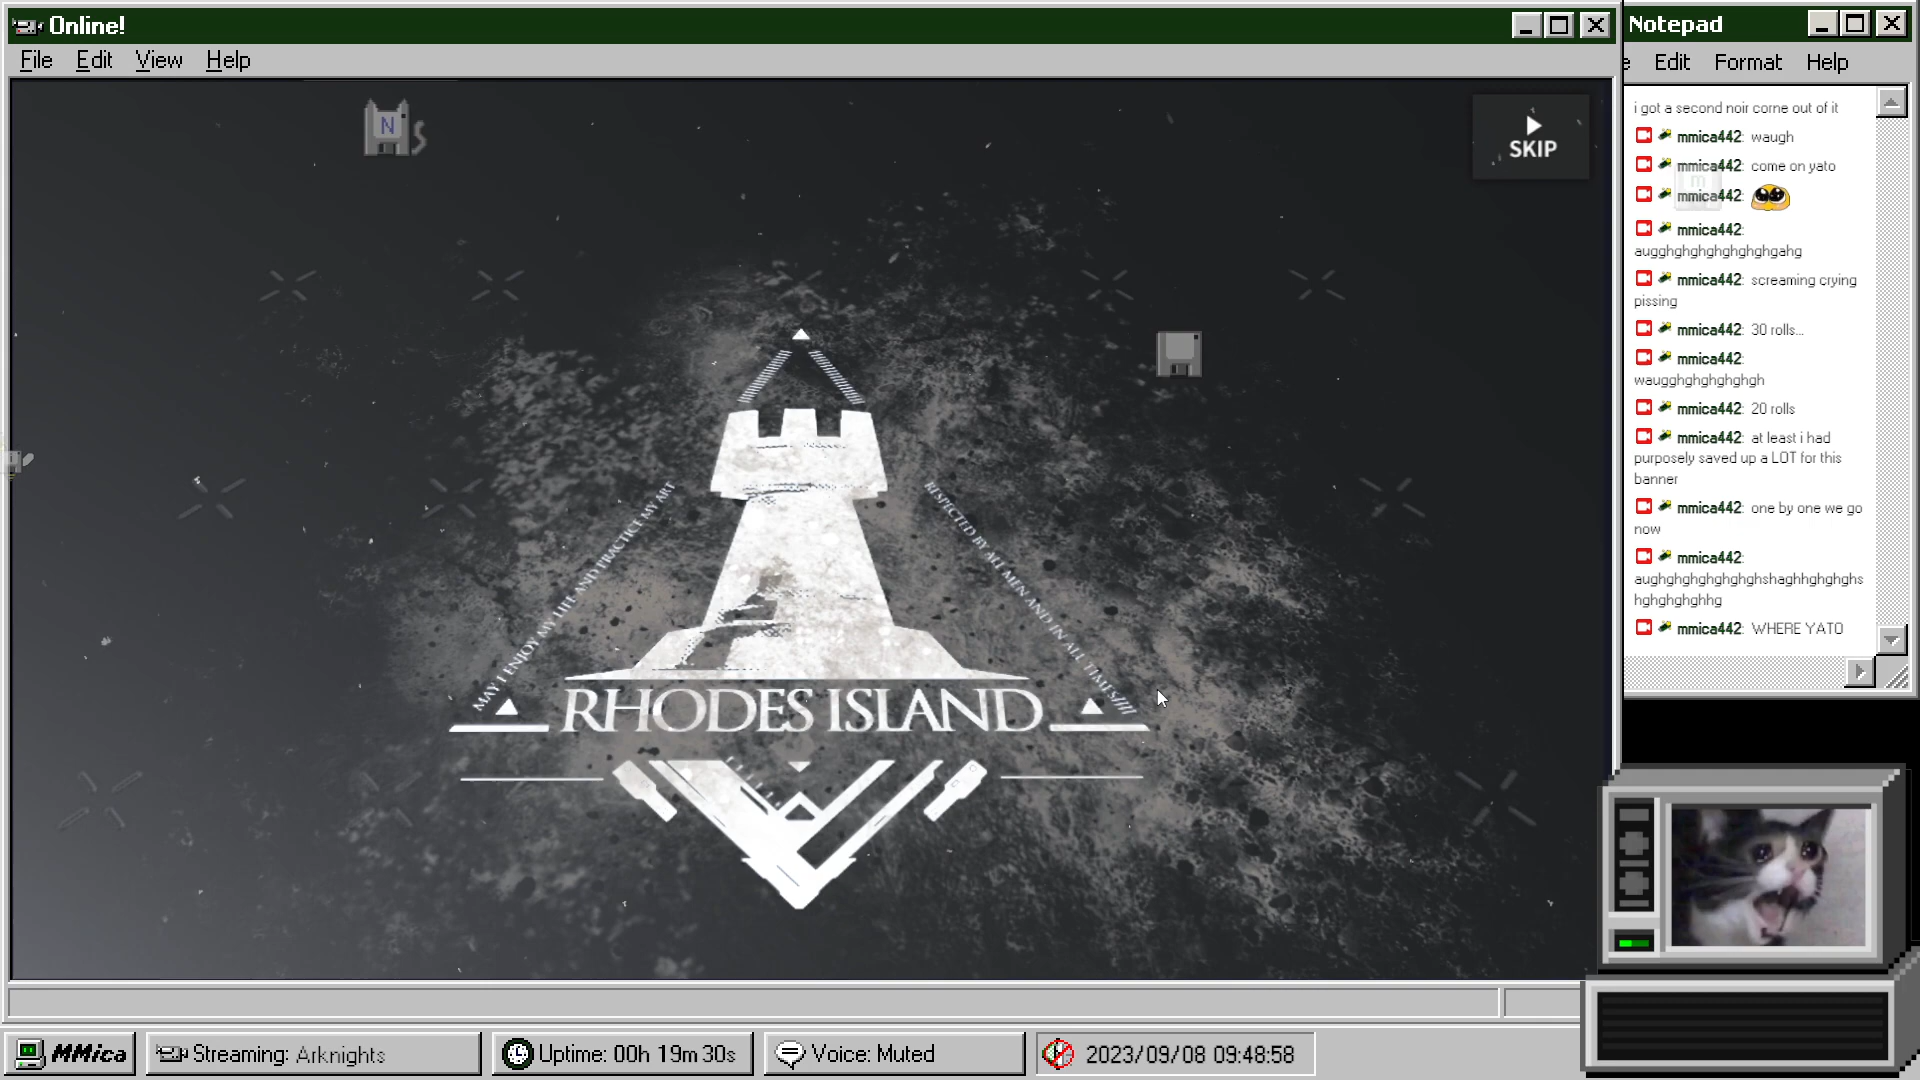 Online!
File Edit View Help
N
SKIP
MAY I ENJOY MY LIFE AND PRACTICE MY ART
RESPECTED BY ALL MEN AND IN ALL TIMES!!!!
RHODES ISLAND
Notepad
Edit Format Help
i got a second noir corne out of it
mmica442: waugh
mmica442: come on yato
m
mmica442:
mmica442:
augghghghghghghghgahg
mmica442: screaming crying
pissing
mmica442: 30 rolls...
mmica442:
waugghghghghghgh
mmica442: 20 rolls
mmica442: at least i had
purposely saved up a LOT for this
banner
mmica442: one by one we go
now
mmica442:
aughghghghghghghshaghhghghghs
hghghghghhg
mmica442: WHERE YATO
MMica
Streaming: Arknights
Uptime: 00h 19m 30s
Voice: Muted
2023/09/08 09:48:58